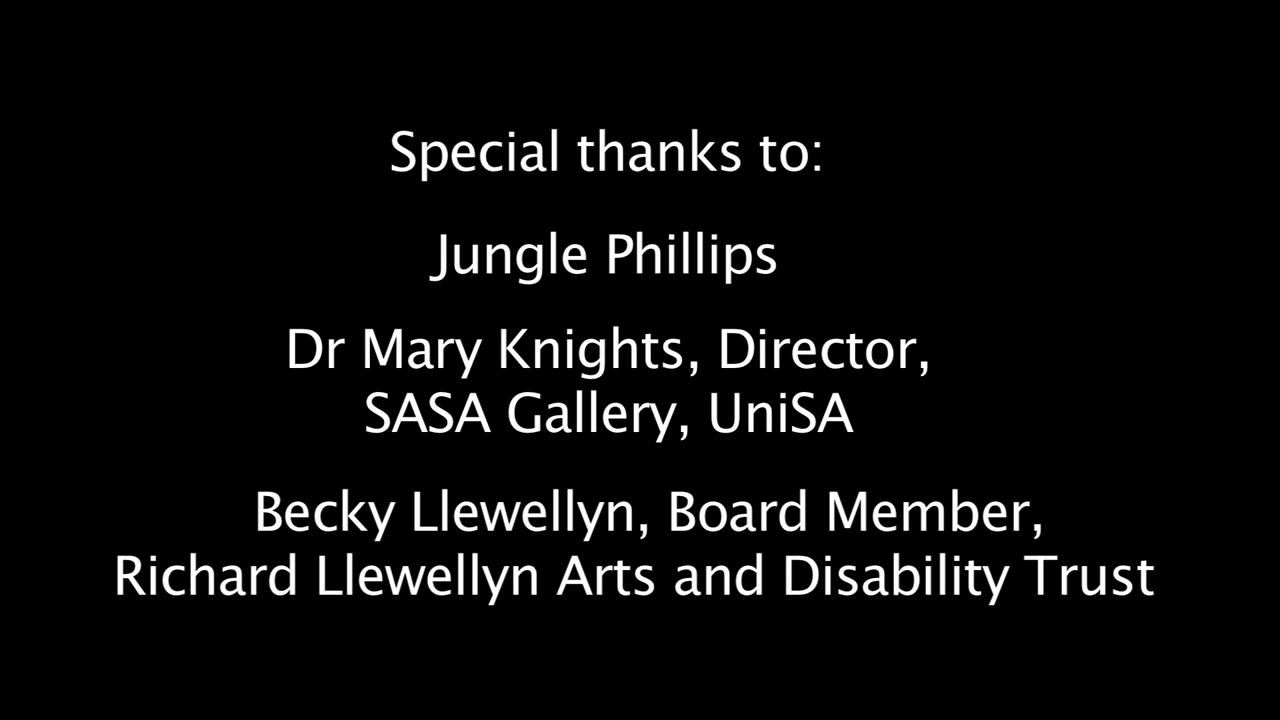 Special thanks to:
Jungle Phillips
Dr Mary Knights, Director,
SASA Gallery, UniSA
Becky Llewellyn, Board Member,
Richard Llewellyn Arts and Disability Trust